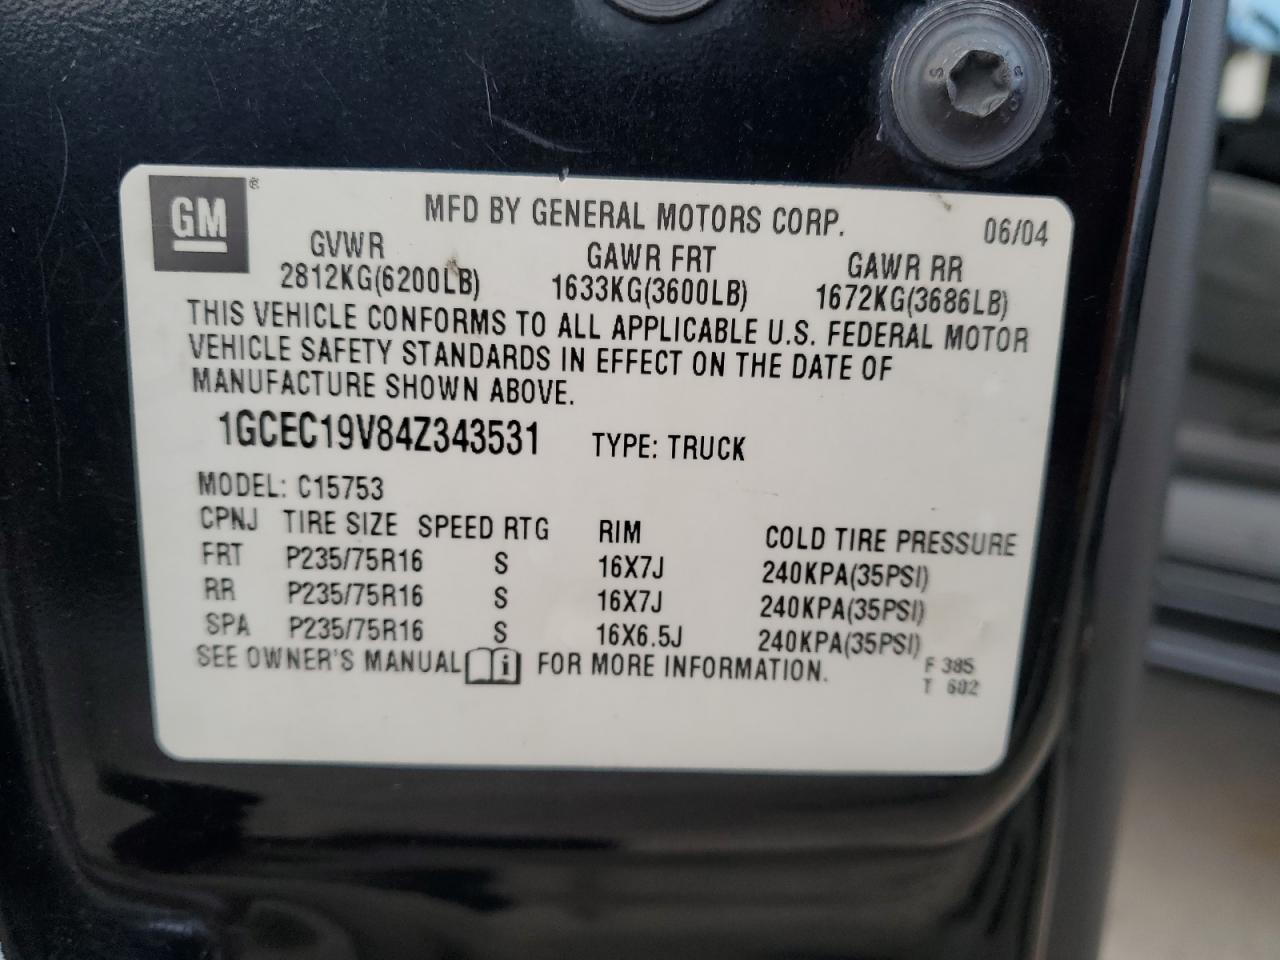 GM ®
MFD BY GENERAL MOTORS CORP. 06/04
GVWR GAWR FRT GAWR RR
2812KG(6200LB) 1633KG(3600LB) 1672KG(3686LB)
THIS VEHICLE CONFORMS TO ALL APPLICABLE U.S. FEDERAL MOTOR
VEHICLE SAFETY STANDARDS IN EFFECT ON THE DATE OF
MANUFACTURE SHOWN ABOVE.
1GCEC19V84Z343531 TYPE: TRUCK
MODEL: C15753
CPNJ TIRE SIZE SPEED RTG RIM COLD TIRE PRESSURE
FRT P235/75R16 S 16X7J 240KPA(35PSI)
RR P235/75R16 S 16X7J 240KPA(35PSI)
SPA P235/75R16 S 16X6.5J 240KPA(35PSI)
SEE OWNER'S MANUAL i FOR MORE INFORMATION.
F 385
T 602